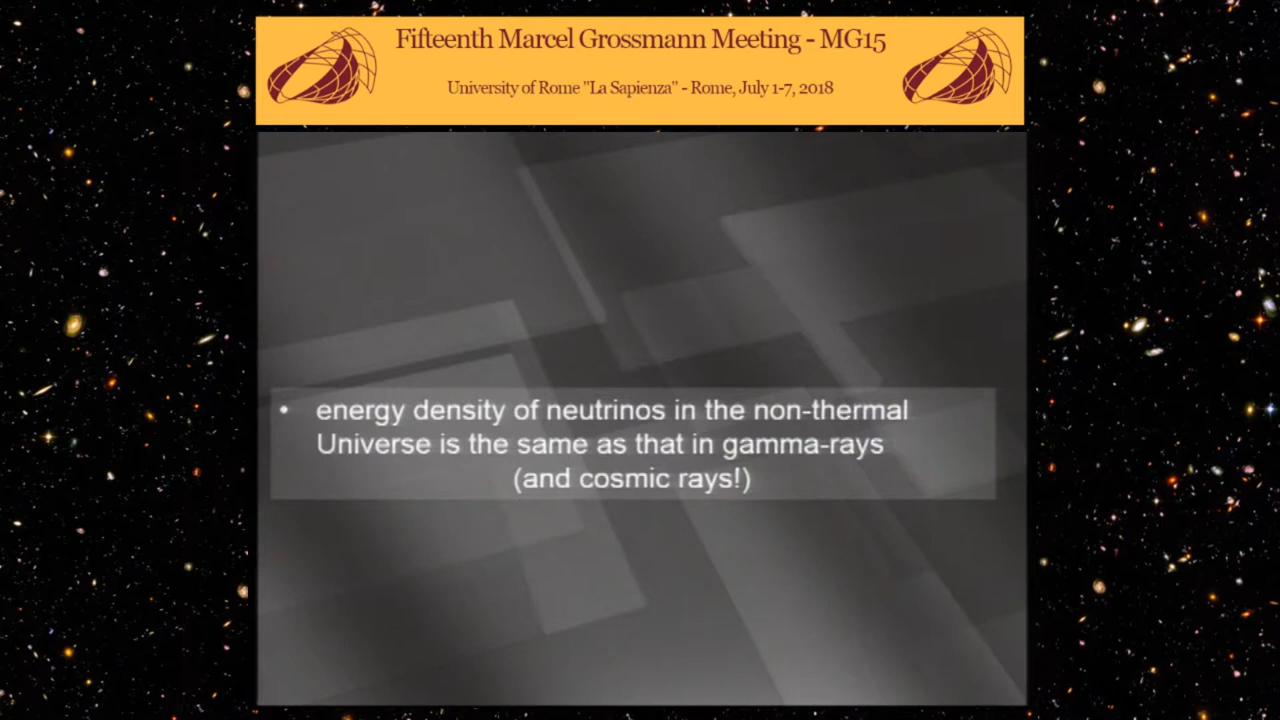 Fifteenth Marcel Grossmann Meeting - MG15
University of Rome "La Sapienza" - Rome, July 1-7, 2018
• energy density of neutrinos in the non-thermal
Universe is the same as that in gamma-rays
(and cosmic rays!)